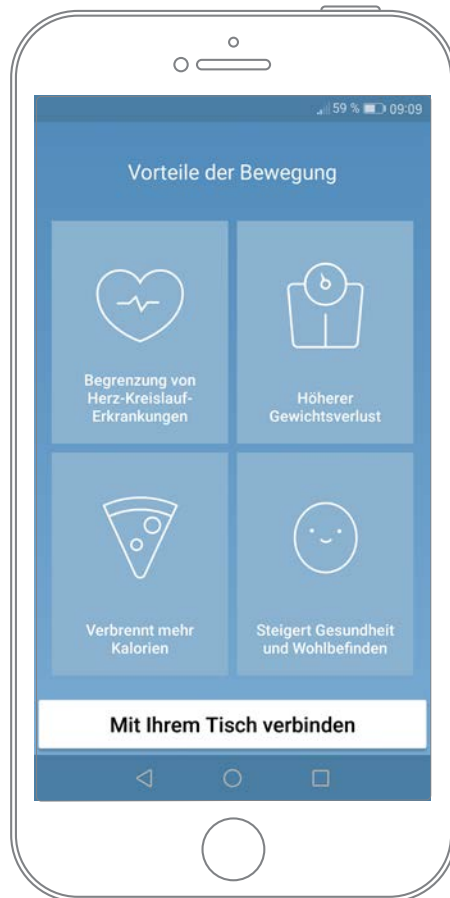 59 % 09:09
Vorteile der Bewegung
Begrenzung von
Herz-Kreislauf-
Erkrankungen
Höherer
Gewichtsverlust
Verbrennt mehr
Kalorien
Steigert Gesundheit
und Wohlbefinden
Mit Ihrem Tisch verbinden